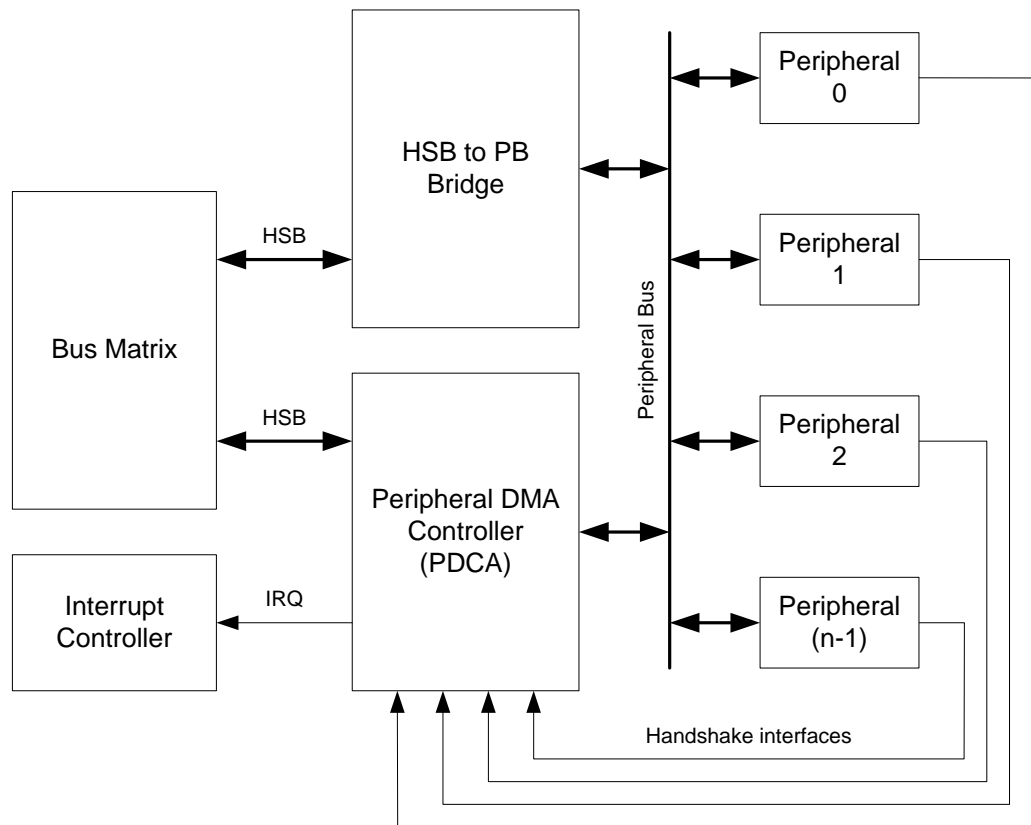 Peripheral
0
HSB to PB
Bridge
Peripheral
1
HSB
Peripheral Bus
Bus Matrix
HSB
Peripheral
2
Peripheral DMA
Controller
(PDCA)
Interrupt
Controller
IRQ
Peripheral
(n-1)
Handshake interfaces